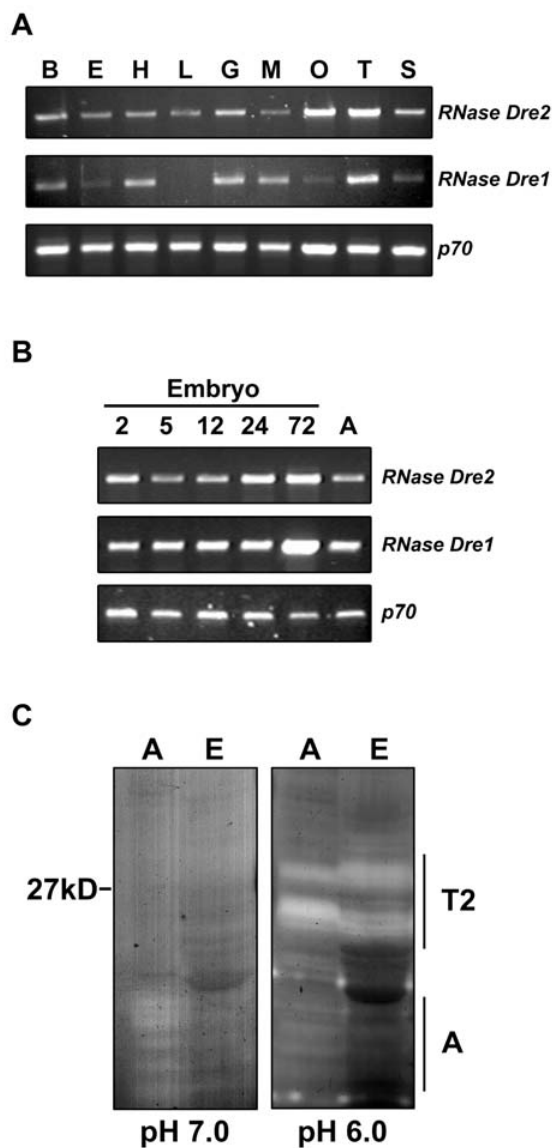 A
B E H L G M O T S
RNase Dre2
RNase Dre1
p70
B
Embryo
2 5 12 24 72 A
RNase Dre2
RNase Dre1
p70
C
A E A E
27kD
T2
A
pH 7.0 pH 6.0